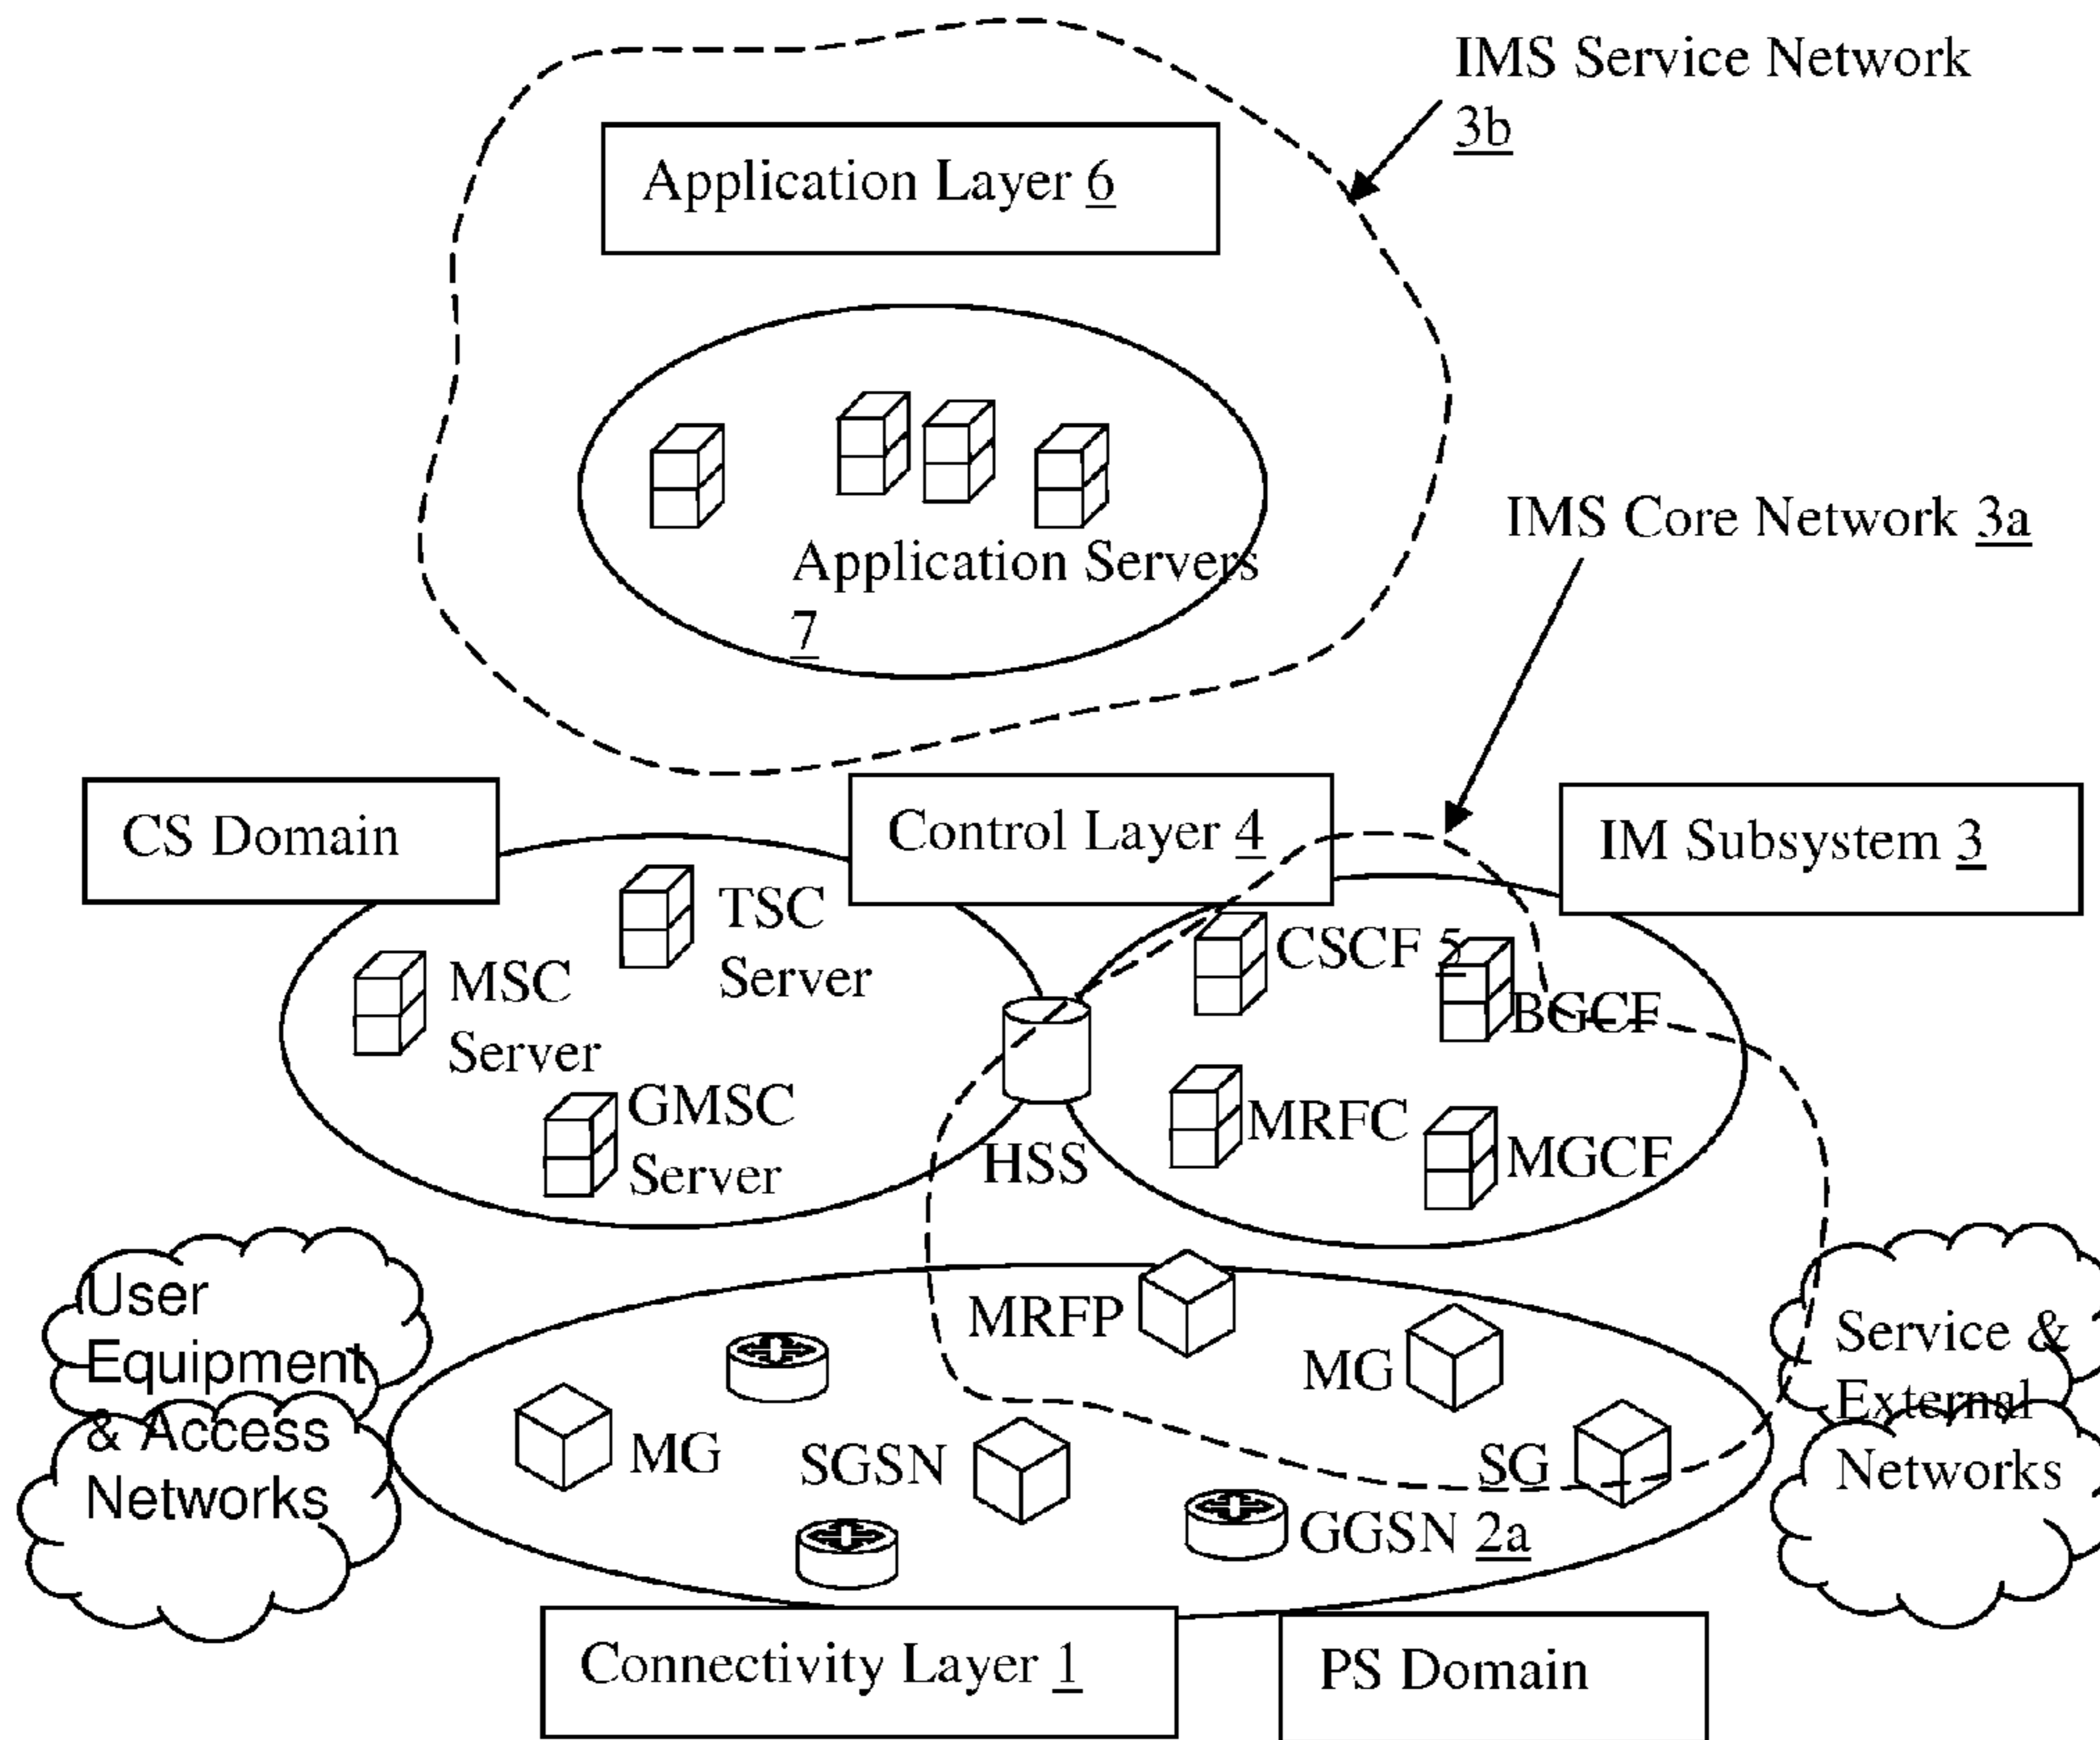 IMS Service Network
3b
Application Layer 6
Application Servers
7
IMS Core Network 3a
CS Domain
Control Layer 4
IM Subsystem 3
TSC
Server
MSC
Server
GMSC
Server
HSS
CSCF 5
BGCF
MRFC
MGCF
User
Equipment
& Access
Networks
MRFP
MG
MG
SGSN
SG
GGSN 2a
Service &
External
Networks
Connectivity Layer 1
PS Domain